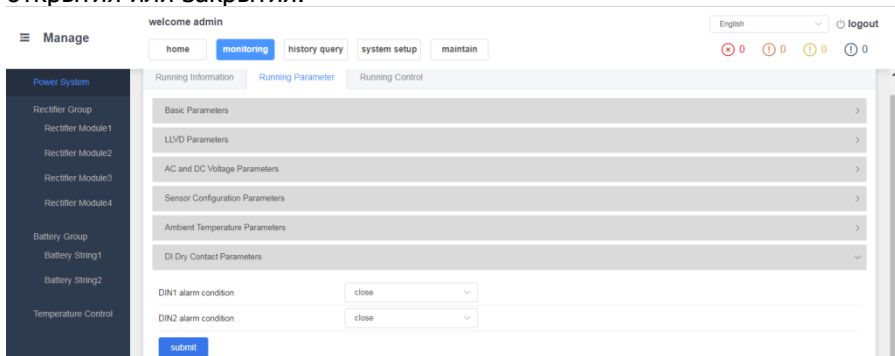 открытия или закрытия.
welcome admin
English
logout
Manage
home
monitoring
history query
system setup
maintain
0
0
0
0
Power System
Rectifier Group
Rectifier Module1
Rectifier Module2
Rectifier Module3
Rectifier Module4
Battery Group
Battery String1
Battery String2
Temperature Control
Running Information
Running Parameter
Running Control
Basic Parameters
LLVD Parameters
AC and DC Voltage Parameters
Sensor Configuration Parameters
Ambient Temperature Parameters
DI Dry Contact Parameters
DIN1 alarm condition close
DIN2 alarm condition close
submit